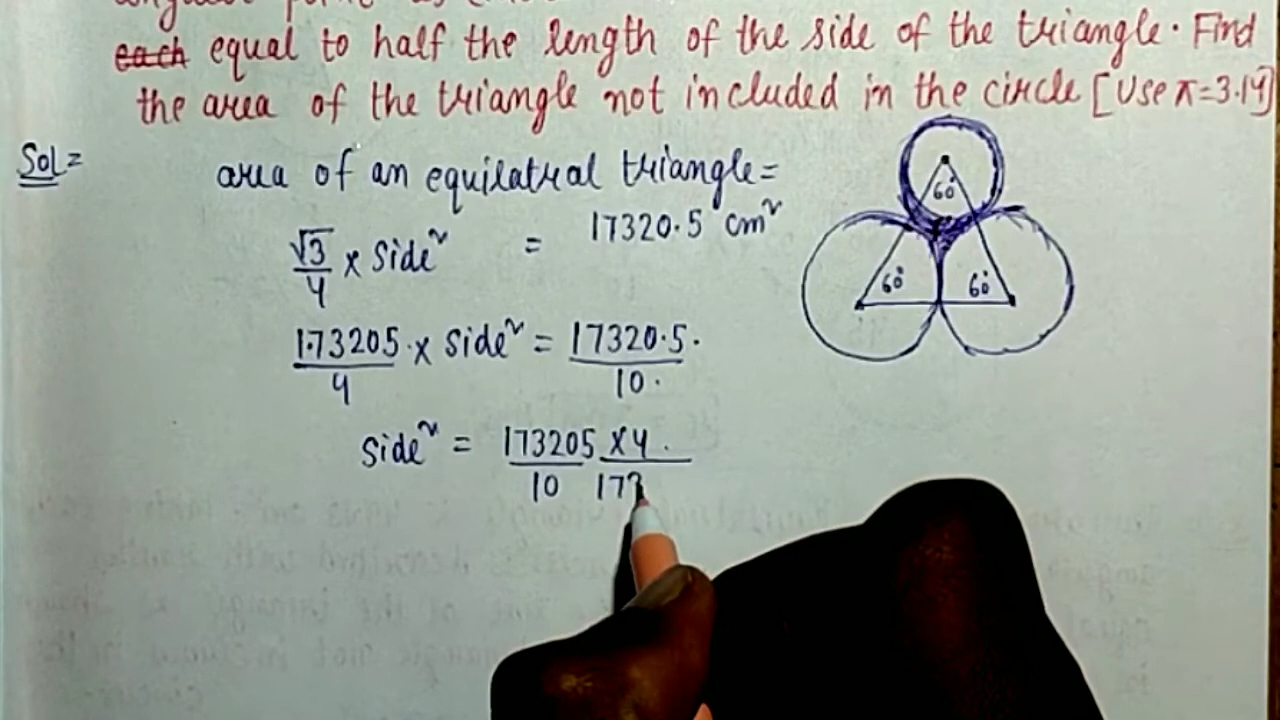 each equal to half the length of the side of the triangle. Find
the area of the triangle not included in the circle [Use π=3.14]
Sol =
area of an equilatral triangle =
√3/4 × Side² = 17320.5 cm²
1.73205/4 × Side² = 17320.5/10
Side² = 173205 × 4
10 173
60°
60° 60°